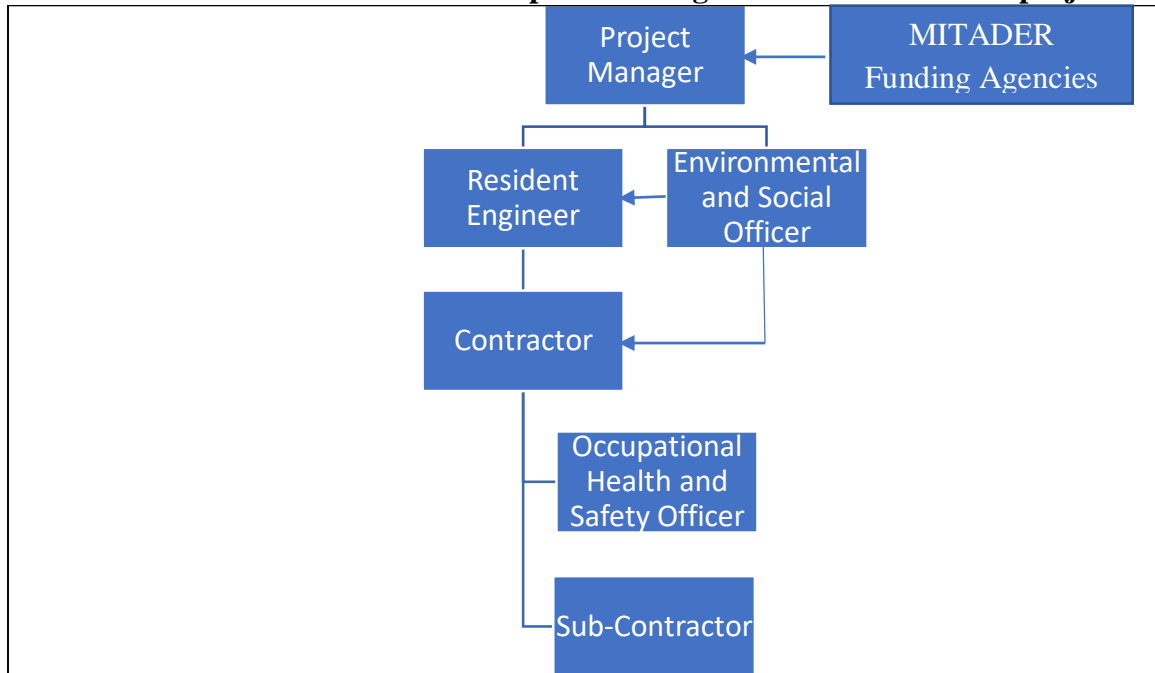 Project
Manager
MITADER
Funding Agencies
Resident
Engineer
Environmental
and Social
Officer
Contractor
Occupational
Health and
Safety Officer
Sub-Contractor